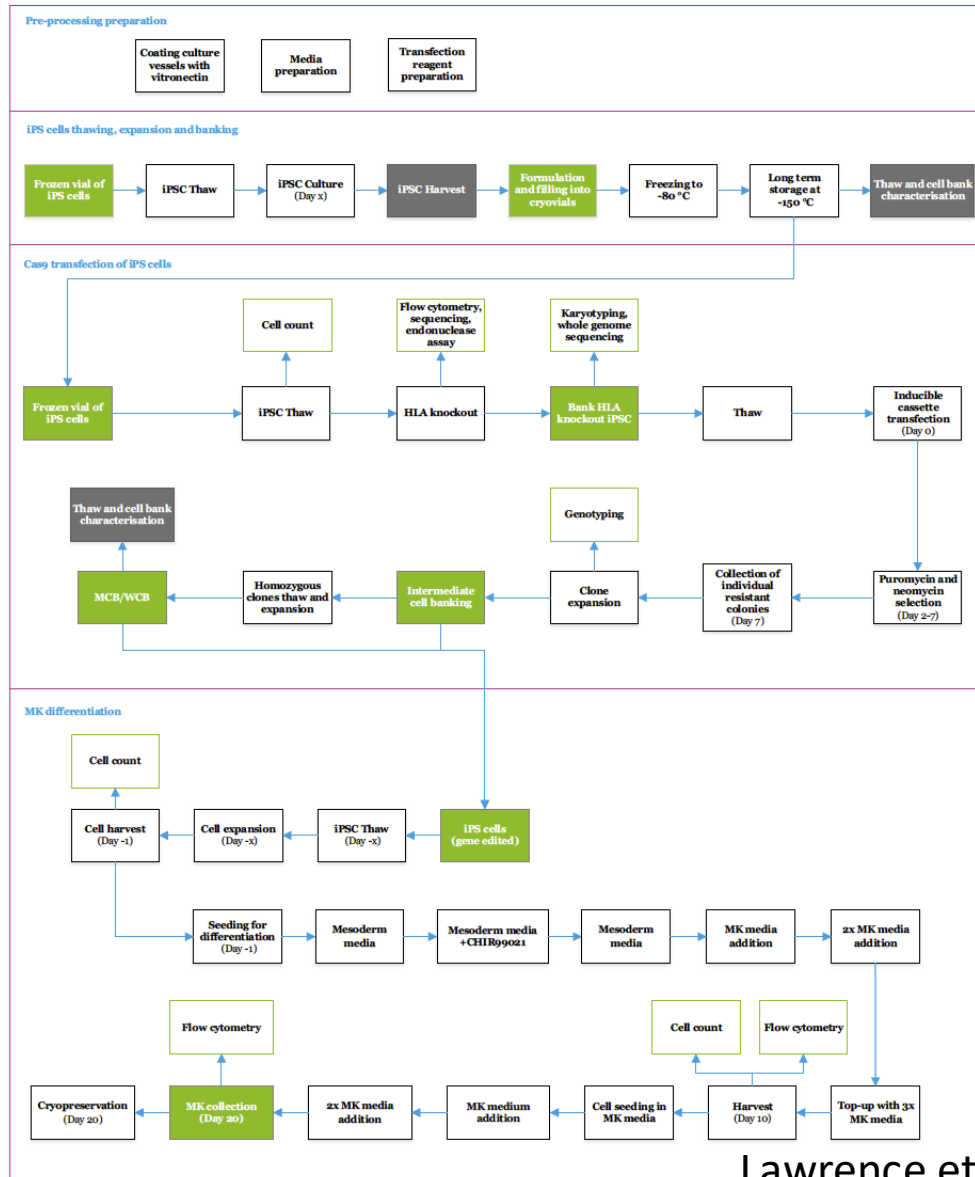 Pre-processing preparation
Coating culture
vessels with
vitronectin
Media
preparation
Transfection
reagent
preparation
iPS cells thawing, expansion and banking
Frozen vial of
iPS cells
iPSC Thaw
iPSC Culture
(Day x)
iPSC Harvest
Formulation
and filling into
cryovials
Freezing to
-80 °C
Long term
storage at
-150 °C
Thaw and cell bank
characterisation
Cas9 transfection of iPS cells
Cell count
Flow cytometry,
sequencing,
endonuclease
assay
Karyotyping,
whole genome
sequencing
Frozen vial of
iPS cells
iPSC Thaw
HLA knockout
Bank HLA
knockout iPSC
Thaw
Inducible
cassette
transfection
(Day 0)
Thaw and cell bank
characterisation
Genotyping
MCB/WCB
Homozygous
clones thaw and
expansion
Intermediate
cell banking
Clone
expansion
Collection of
individual
resistant
colonies
(Day 7)
Puromycin and
neomycin
selection
(Day 2-7)
MK differentiation
Cell count
Cell harvest
(Day -1)
Cell expansion
(Day -x)
iPSC Thaw
(Day -x)
iPS cells
(gene edited)
Seeding for
differentiation
(Day -1)
Mesoderm
media
Mesoderm media
+CHIR99021
Mesoderm
media
MK media
addition
2x MK media
addition
Flow cytometry
Cell count
Flow cytometry
Cryopreservation
(Day 20)
MK collection
(Day 20)
2x MK media
addition
MK medium
addition
Cell seeding in
MK media
Harvest
(Day 10)
Top-up with 3x
MK media
Lawrence et